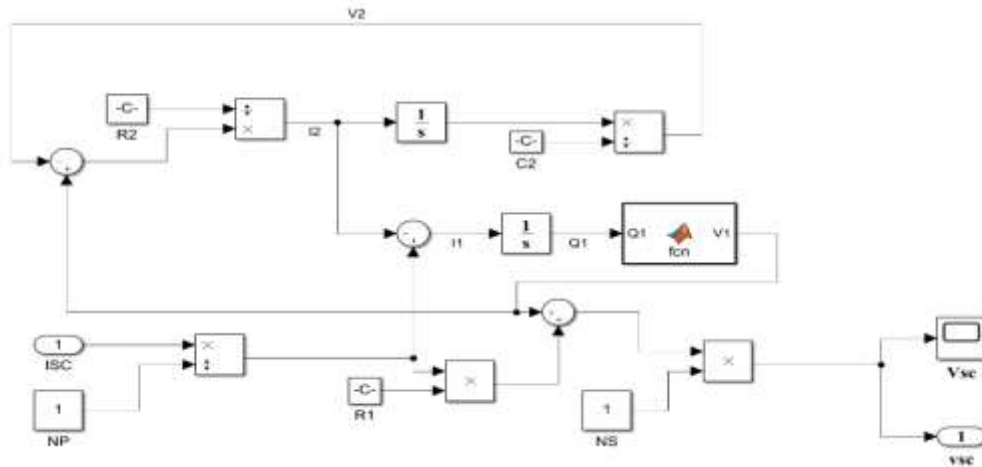 V2
-C-
R2
÷
×
I2
1
s
-C-
C2
×
÷
I1
1
s
Q1
Q1
fcn
V1
1
ISC
1
NP
×
÷
-C-
R1
×
1
NS
×
Vsc
1
vsc